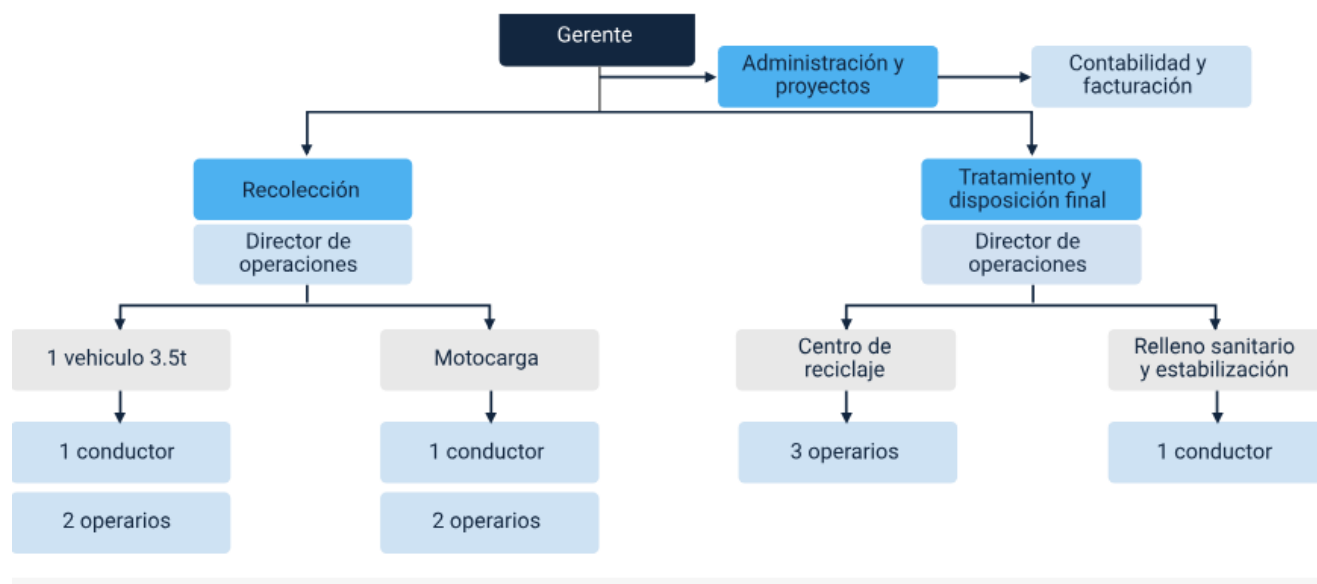 Gerente
Administración y
proyectos
Contabilidad y
facturación
Recolección
Tratamiento y
disposición final
Director de
operaciones
Director de
operaciones
1 vehiculo 3.5t
Motocarga
Centro de
reciclaje
Relleno sanitario
y estabilización
1 conductor
1 conductor
3 operarios
1 conductor
2 operarios
2 operarios